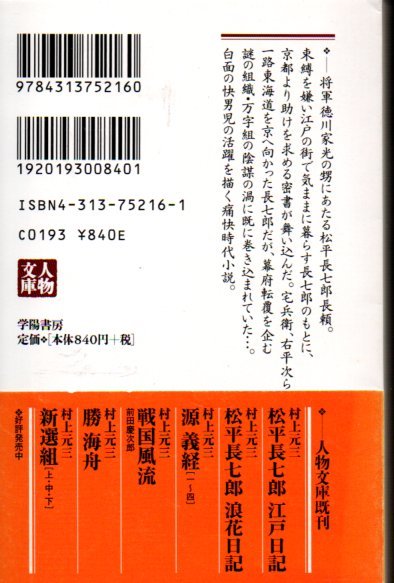 ❖――将軍徳川家光の甥にあたる松平長七郎長頼。
束縛を嫌い江戸の街で気ままに暮らす長七郎のもとに、
京都より助けを求める密書が舞い込んだ。宅兵衛、右平次ら
一路東海道を京へ向かった長七郎だが、幕府転覆を企む
謎の組織・万字組の陰謀の渦に既に巻き込まれていた…。
白面の快男児の活躍を描く痛快時代小説。
9784313752160
1920193008401
ISBN4-313-75216-1
C0193 ¥840E
人物文庫
学陽書房
定価❖[本体840円+税]
❖――人物文庫既刊
村上元三
松平長七郎 江戸日記
村上元三
松平長七郎 浪花日記
村上元三
源 義経[一~四]
村上元三
戦国風流
前田慶次郎
村上元三
勝 海舟
村上元三
新選組[上・中・下]
❖好評発売中